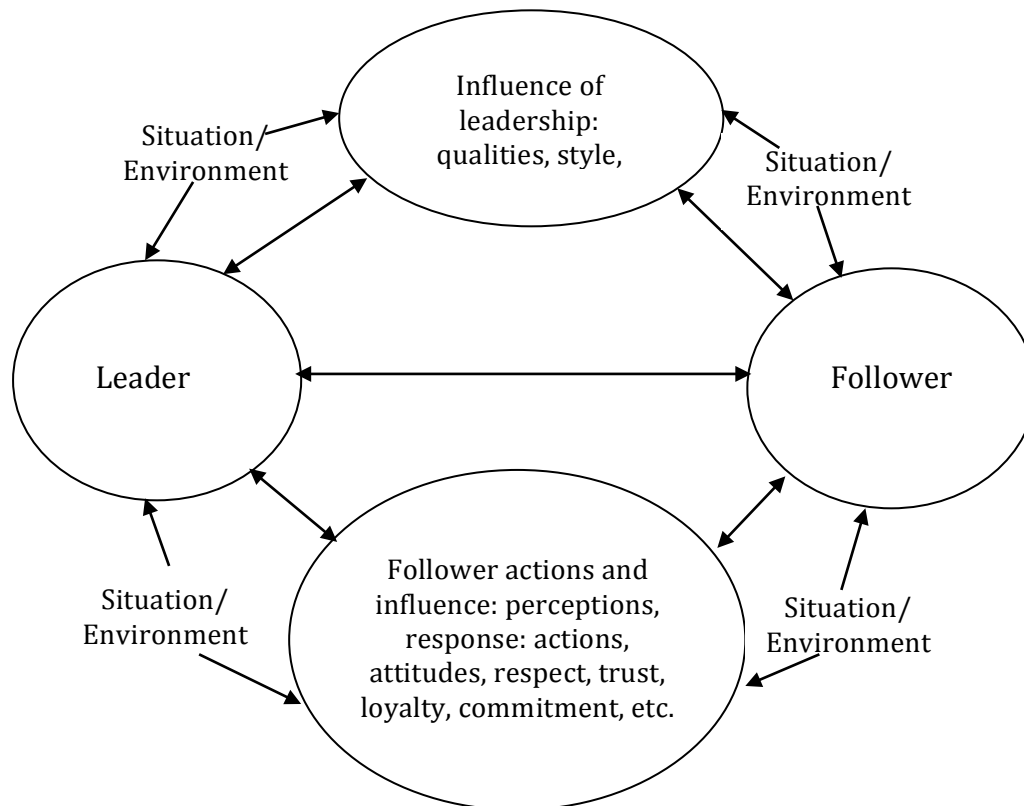 Influence of
leadership:
qualities, style,
Situation/
Environment
Situation/
Environment
Leader
Follower
Follower actions and
influence: perceptions,
response: actions,
attitudes, respect, trust,
loyalty, commitment, etc.
Situation/
Environment
Situation/
Environment